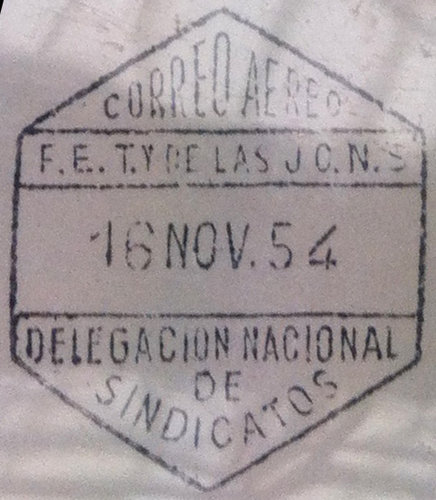 CORREO AEREO
F.E.T.Y DE LAS J O.N.S
16 NOV. 54
DELEGACION NACIONAL
DE
SINDICATOS